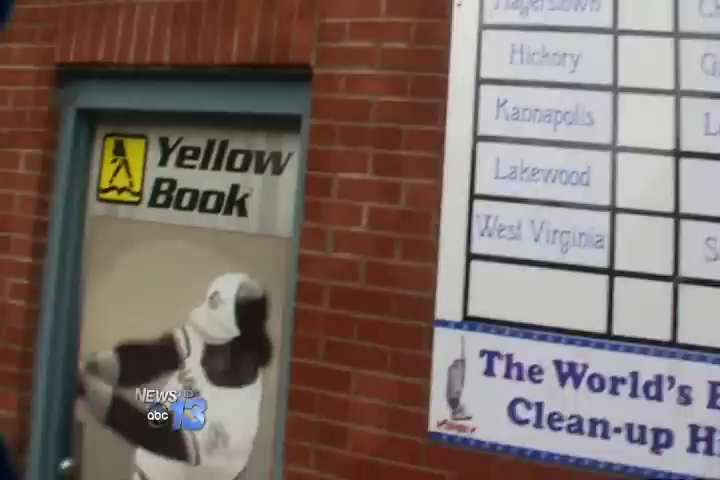 Yellow
Book
Hagerstown
Hickory
Kannapolis
Lakewood
West Virginia
The World's
Clean-up
NEWS
abc 13